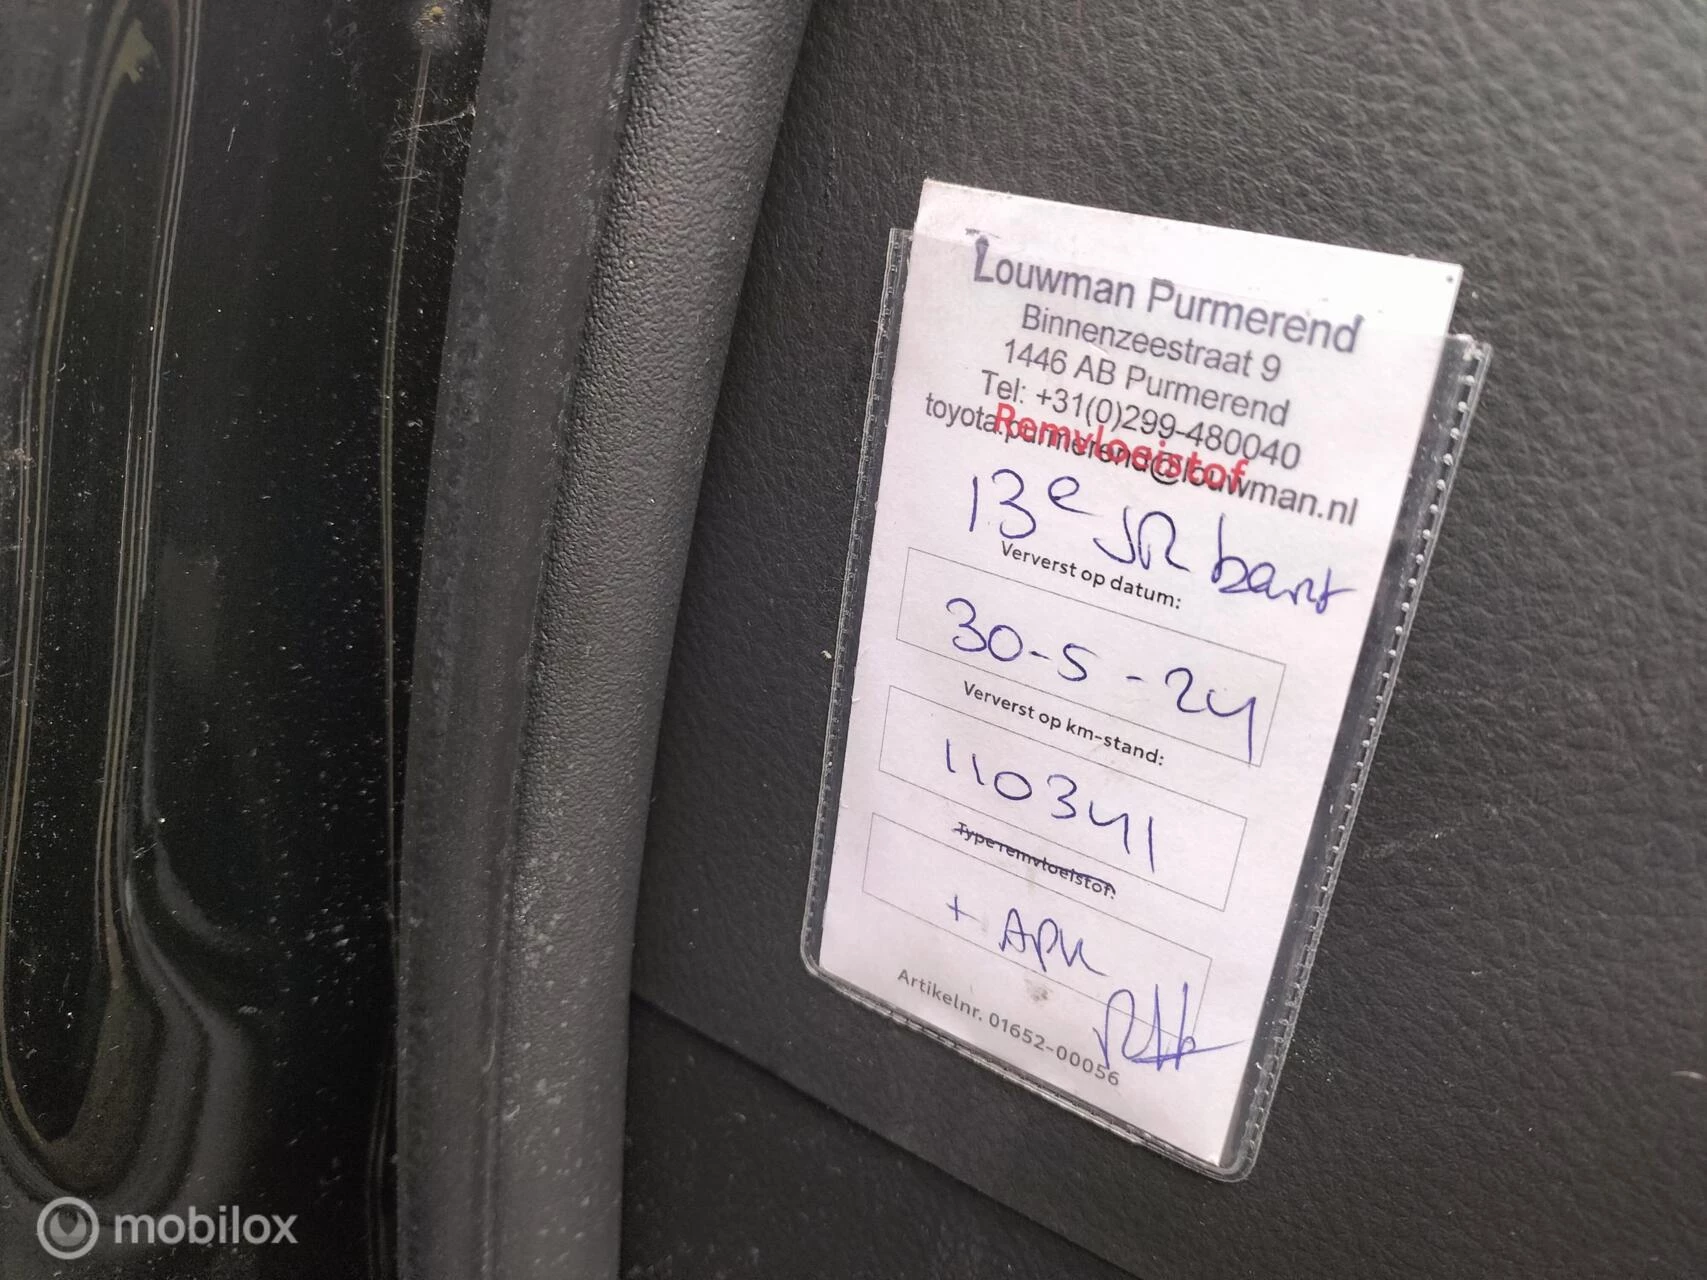 Louwman Purmerend
Binnenzeestraat 9
1446 AB Purmerend
Tel: +31(0)299-480040
toyota.purmerend@louwman.nl
Remvloeistof
13e JR beurt
Ververst op datum:
30-5-24
Ververst op km-stand:
110341
Type remvloeistof:
+ APK
Artikelnr. 01652-00056
mobilox